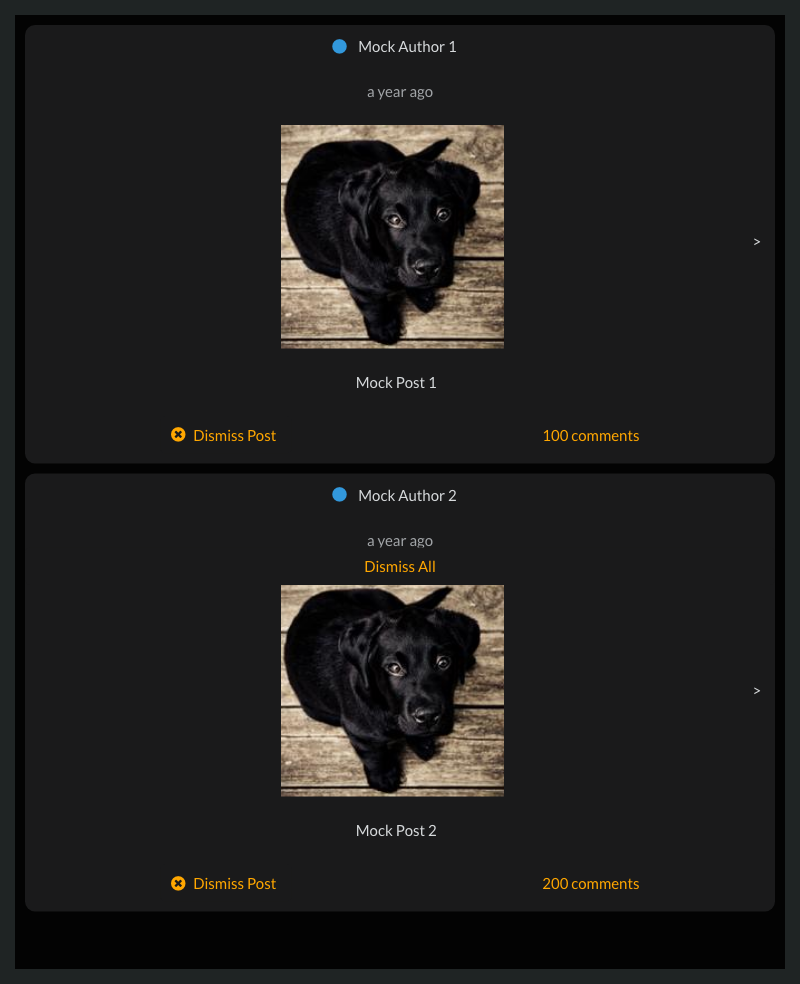 Mock Author 1
a year ago
>
Mock Post 1
Dismiss Post
100 comments
Mock Author 2
a year ago
Dismiss All
>
Mock Post 2
Dismiss Post
200 comments